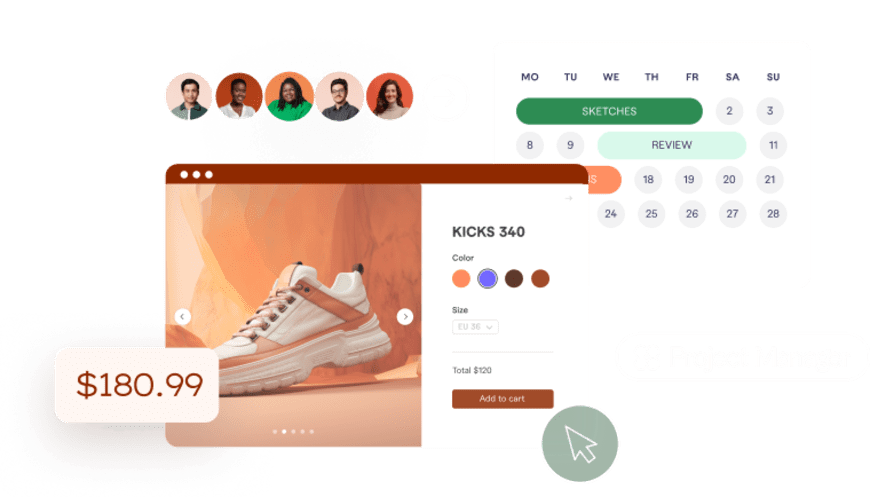 MO TU WE TH FR SA SU
SKETCHES 2 3
8 9 REVIEW 11
18 19 20 21
24 25 26 27 28
KICKS 340
Color
Size
EU 36
Total $120
Add to cart
$180.99